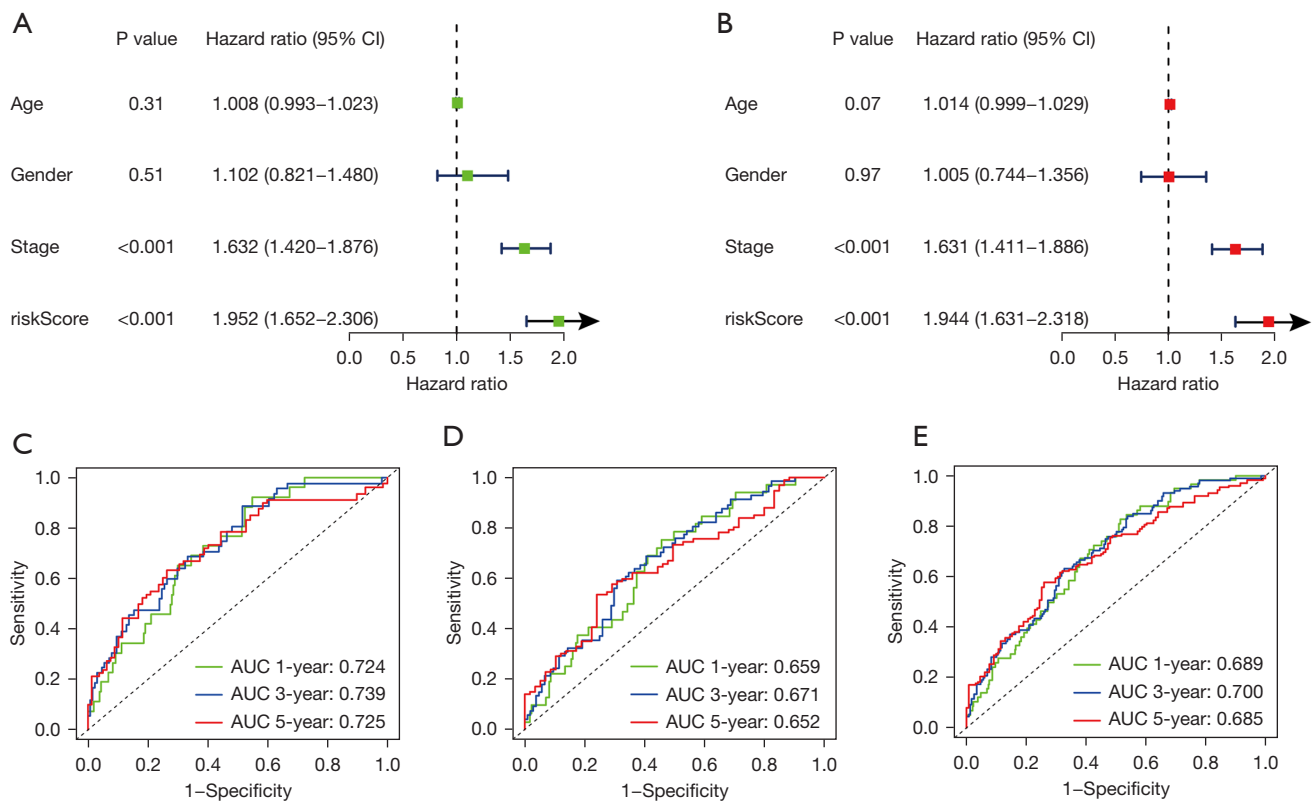 A
P value Hazard ratio (95% CI)
Age 0.31 1.008 (0.993–1.023)
Gender 0.51 1.102 (0.821–1.480)
Stage <0.001 1.632 (1.420–1.876)
riskScore <0.001 1.952 (1.652–2.306)
0.0 0.5 1.0 1.5 2.0
Hazard ratio
B
P value Hazard ratio (95% CI)
Age 0.07 1.014 (0.999–1.029)
Gender 0.97 1.005 (0.744–1.356)
Stage <0.001 1.631 (1.411–1.886)
riskScore <0.001 1.944 (1.631–2.318)
0.0 0.5 1.0 1.5 2.0
Hazard ratio
C
Sensitivity
1.0
0.8
0.6
0.4
0.2
0.0
AUC 1-year: 0.724
AUC 3-year: 0.739
AUC 5-year: 0.725
0.0 0.2 0.4 0.6 0.8 1.0
1–Specificity
D
Sensitivity
1.0
0.8
0.6
0.4
0.2
0.0
AUC 1-year: 0.659
AUC 3-year: 0.671
AUC 5-year: 0.652
0.0 0.2 0.4 0.6 0.8 1.0
1–Specificity
E
Sensitivity
1.0
0.8
0.6
0.4
0.2
0.0
AUC 1-year: 0.689
AUC 3-year: 0.700
AUC 5-year: 0.685
0.0 0.2 0.4 0.6 0.8 1.0
1–Specificity